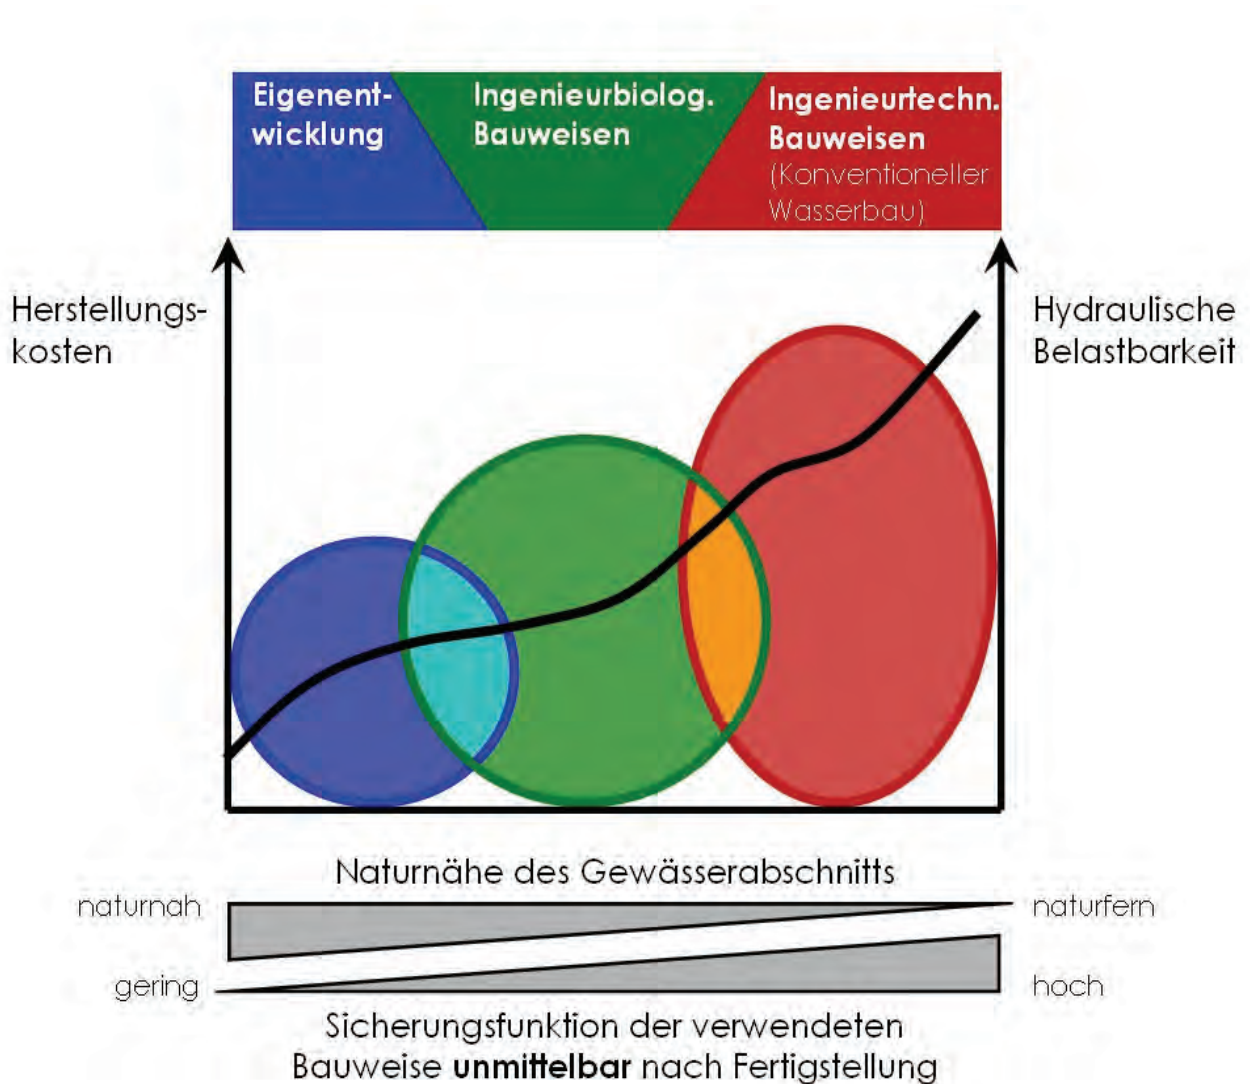 Eigenent-
wicklung
Ingenieurbiolog.
Bauweisen
Ingenieurtechn.
Bauweisen
(Konventioneller
Wasserbau)
Herstellungs-
kosten
Hydraulische
Belastbarkeit
Naturnähe des Gewässerabschnitts
naturnah
naturfern
gering
hoch
Sicherungsfunktion der verwendeten
Bauweise unmittelbar nach Fertigstellung